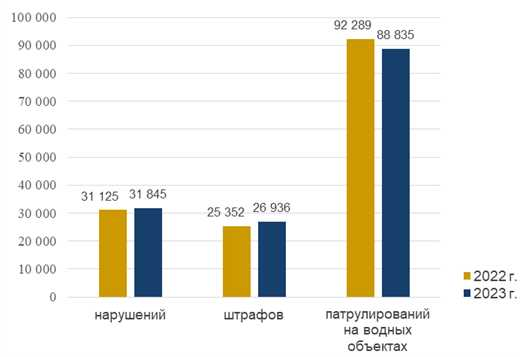 100 000
90 000
80 000
70 000
60 000
50 000
40 000
30 000
20 000
10 000
0
31 125
31 845
25 352
26 936
92 289
88 835
нарушений
штрафов
патрулирований
на водных
объектах
2022 г.
2023 г.